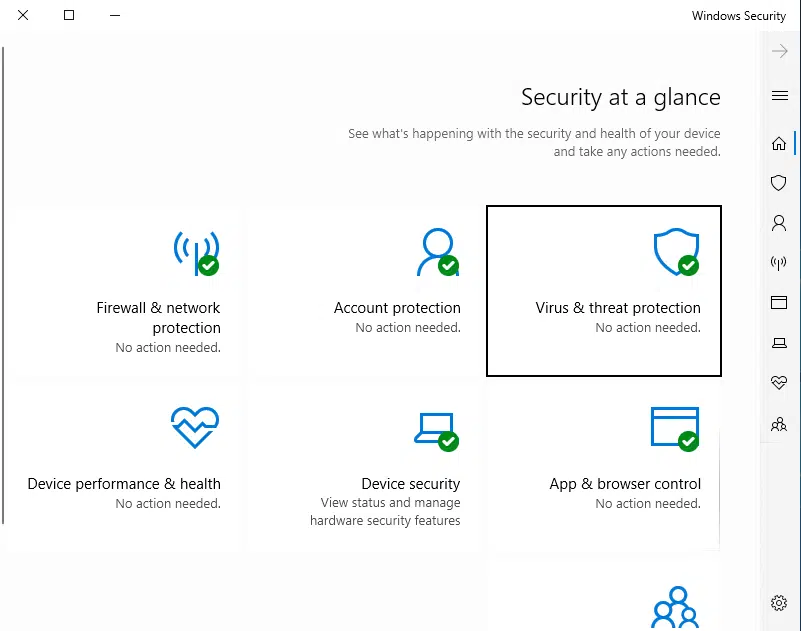 Windows Security
Security at a glance
See what's happening with the security and health of your device
and take any actions needed.
Virus & threat protection
No action needed.
Account protection
No action needed.
Firewall & network
protection
No action needed.
App & browser control
No action needed.
Device security
View status and manage
hardware security features
Device performance & health
No action needed.